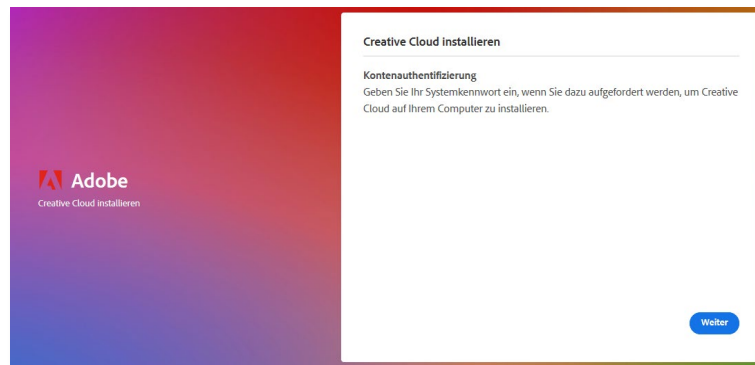 Creative Cloud installieren
Kontenauthentifizierung
Geben Sie Ihr Systemkennwort ein, wenn Sie dazu aufgefordert werden, um Creative
Cloud auf Ihrem Computer zu installieren.
Adobe
Creative Cloud installieren
Weiter